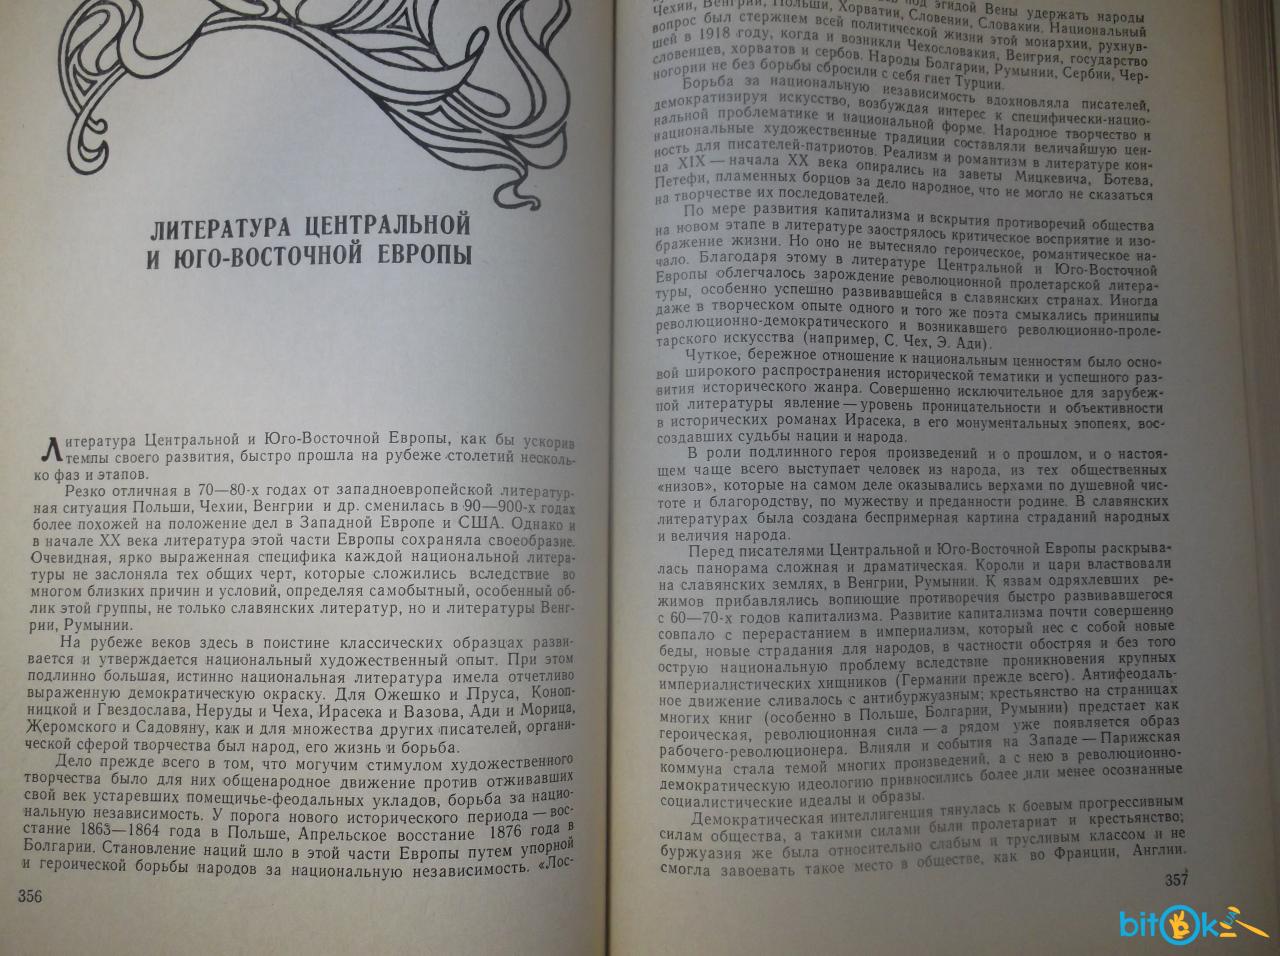 ЛИТЕРАТУРА ЦЕНТРАЛЬНОЙ
И ЮГО-ВОСТОЧНОЙ ЕВРОПЫ
Литература Центральной и Юго-Восточной Европы, как бы ускорив
темпы своего развития, быстро прошла на рубеже столетий несколь-
ко фаз и этапов.
Резко отличная в 70—80-х годах от западноевропейской литератур-
ная ситуация Польши, Чехии, Венгрии и др. сменилась в 90—900-х годах
более похожей на положение дел в Западной Европе и США. Однако и
в начале XX века литература этой части Европы сохраняла своеобразие.
Очевидная, ярко выраженная специфика каждой национальной литера-
туры не заслоняла тех общих черт, которые сложились вследствие во
многом близких причин и условий, определяя самобытный, особенный об-
лик этой группы, не только славянских литератур, но и литературы Венг-
рии, Румынии.
На рубеже веков здесь в поистине классических образцах разви-
вается и утверждается национальный художественный опыт. При этом
подлинно большая, истинно национальная литература имела отчетливо
выраженную демократическую окраску. Для Ожешко и Пруса, Коноп-
ницкой и Гвездослава, Неруды и Чеха, Ирасека и Вазова, Ади и Морица,
Жеромского и Садовяну, как и для множества других писателей, органи-
ческой сферой творчества был народ, его жизнь и борьба.
Дело прежде всего в том, что могучим стимулом художественного
творчества было для них общенародное движение против отживавших
свой век устаревших помещичье-феодальных укладов, борьба за нацио-
нальную независимость. У порога нового исторического периода — вос-
стание 1863—1864 года в Польше, Апрельское восстание 1876 года в
Болгарии. Становление наций шло в этой части Европы путем упорной
и героической борьбы народов за национальную независимость. «Лос-
356
под эгидой Вены удержать народы
Чехии, Венгрии, Польши, Хорватии, Словении, Словакии. Национальный
вопрос был стержнем всей политической жизни этой монархии, рухнув-
шей в 1918 году, когда и возникли Чехословакия, Венгрия, государство
словенцев, хорватов и сербов. Народы Болгарии, Румынии, Сербии, Чер-
ногории не без борьбы сбросили с себя гнет Турции.
Борьба за национальную независимость вдохновляла писателей,
демократизируя искусство, возбуждая интерес к специфически-нацио-
нальной проблематике и национальной форме. Народное творчество и
национальные художественные традиции составляли величайшую цен-
ность для писателей-патриотов. Реализм и романтизм в литературе кон-
ца XIX — начала XX века опирались на заветы Мицкевича, Ботева,
Петефи, пламенных борцов за дело народное, что не могло не сказаться
на творчестве их последователей.
По мере развития капитализма и вскрытия противоречий общества
на новом этапе в литературе заострялось критическое восприятие и изо-
бражение жизни. Но оно не вытесняло героическое, романтическое на-
чало. Благодаря этому в литературе Центральной и Юго-Восточной
Европы облегчалось зарождение революционной пролетарской литера-
туры, особенно успешно развивавшейся в славянских странах. Иногда
даже в творческом опыте одного и того же поэта смыкались принципы
революционно-демократического и возникавшего революционно-проле-
тарского искусства (например, С. Чех, Э. Ади).
Чуткое, бережное отношение к национальным ценностям было осно-
вой широкого распространения исторической тематики и успешного раз-
вития исторического жанра. Совершенно исключительное для зарубеж-
ной литературы явление — уровень проницательности и объективности
в исторических романах Ирасека, в его монументальных эпопеях, вос-
создавших судьбы нации и народа.
В роли подлинного героя произведений и о прошлом, и о настоя-
щем чаще всего выступает человек из народа, из тех общественных
«низов», которые на самом деле оказывались верхами по душевной чис-
тоте и благородству, по мужеству и преданности родине. В славянских
литературах была создана беспримерная картина страданий народных
и величия народа.
Перед писателями Центральной и Юго-Восточной Европы раскрыва-
лась панорама сложная и драматическая. Короли и цари властвовали
на славянских землях, в Венгрии, Румынии. К язвам одряхлевших ре-
жимов прибавлялись вопиющие противоречия быстро развивавшегося
с 60—70-х годов капитализма. Развитие капитализма почти совершенно
совпало с перерастанием в империализм, который нес с собой новые
беды, новые страдания для народов, в частности обостряя и без того
острую национальную проблему вследствие проникновения крупных
империалистических хищников (Германии прежде всего). Антифеодаль-
ное движение сливалось с антибуржуазным; крестьянство на страницах
многих книг (особенно в Польше, Болгарии, Румынии) предстает как
героическая, революционная сила — а рядом уже появляется образ
рабочего-революционера. Влияли и события на Западе — Парижская
коммуна стала темой многих произведений, а с нею в революционно-
демократическую идеологию привносились более или менее осознанные
социалистические идеалы и образы.
Демократическая интеллигенция тянулась к боевым прогрессивным
силам общества, а такими силами были пролетариат и крестьянство;
буржуазия же была относительно слабым и трусливым классом и не
смогла завоевать такое место в обществе, как во Франции, Англии.
357
bitok.ua